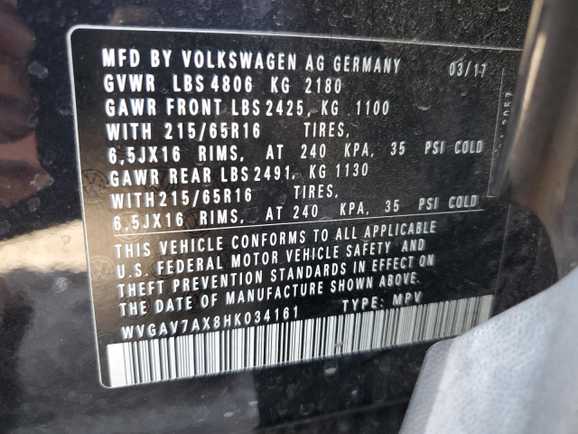 MFD BY VOLKSWAGEN AG GERMANY 03/17
GVWR LBS 4806 KG 2180
GAWR FRONT LBS 2425, KG 1100
WITH 215/65R16 TIRES,
6,5JX16 RIMS, AT 240 KPA, 35 PSI COLD
GAWR REAR LBS 2491, KG 1130
WITH 215/65R16 TIRES,
6,5JX16 RIMS, AT 240 KPA, 35 PSI COLD
THIS VEHICLE CONFORMS TO ALL APPLICABLE
U.S. FEDERAL MOTOR VEHICLE SAFETY AND
THEFT PREVENTION STANDARDS IN EFFECT ON
THE DATE OF MANUFACTURE SHOWN ABOVE
WVGAV7AX8HK034161 TYPE: MPV